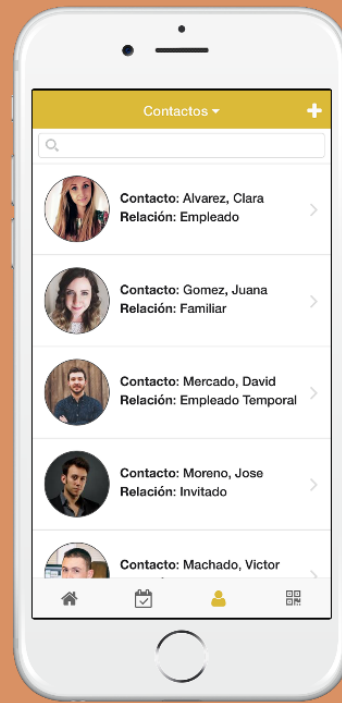 Contactos
Contacto: Alvarez, Clara
Relación: Empleado
Contacto: Gomez, Juana
Relación: Familiar
Contacto: Mercado, David
Relación: Empleado Temporal
Contacto: Moreno, Jose
Relación: Invitado
Contacto: Machado, Victor